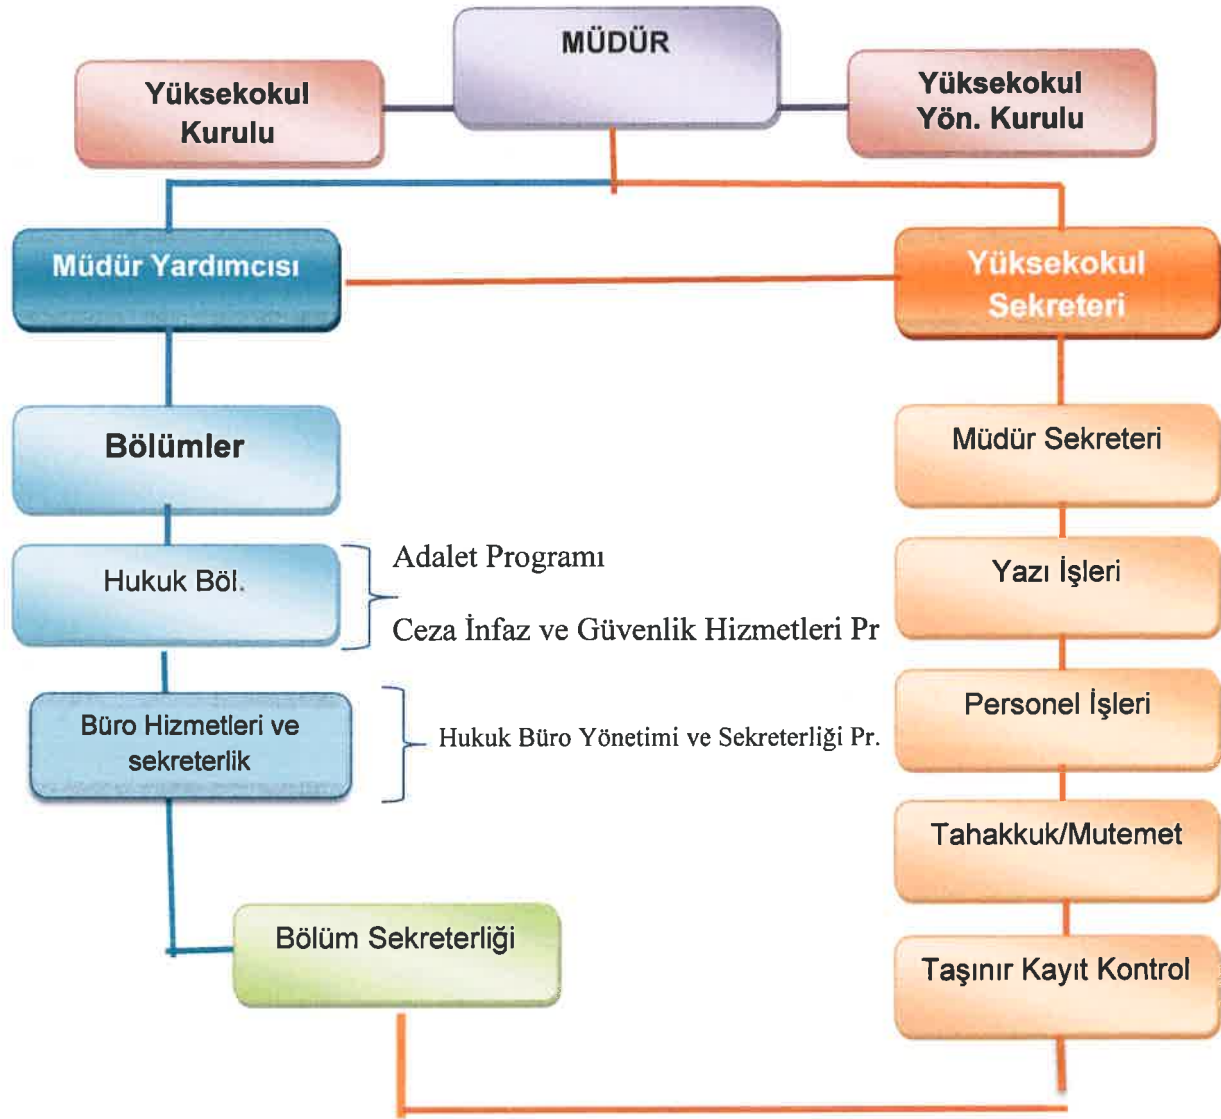 MÜDÜR
Yüksekokul
Kurulu
Yüksekokul
Yön. Kurulu
Müdür Yardımcısı
Yüksekokul
Sekreteri
Bölümler
Müdür Sekreteri
Hukuk Böl.
Adalet Programı
Ceza İnfaz ve Güvenlik Hizmetleri Pr
Yazı İşleri
Büro Hizmetleri ve
sekreterlik
Hukuk Büro Yönetimi ve Sekreterliği Pr.
Personel İşleri
Tahakkuk/Mutemet
Bölüm Sekreterliği
Taşınır Kayıt Kontrol